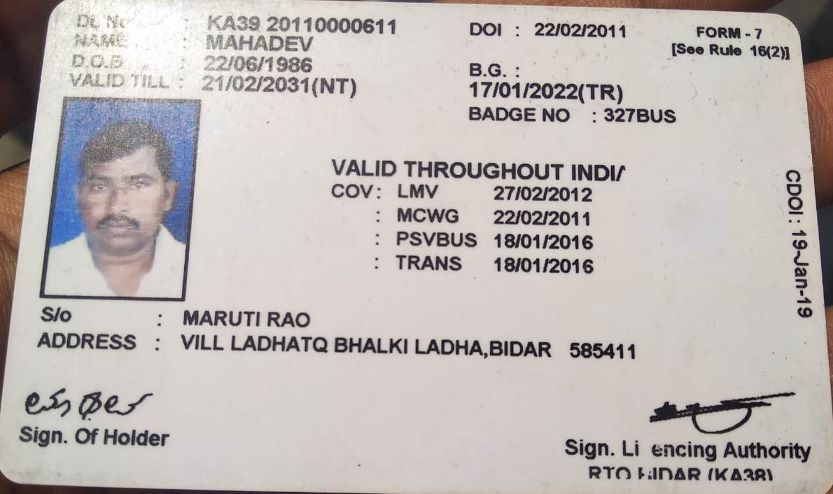 DL No : KA39 20110000611 DOI : 22/02/2011 FORM - 7
NAME : MAHADEV [See Rule 16(2)]
D.O.B : 22/06/1986 B.G. :
VALID TILL : 21/02/2031(NT) 17/01/2022(TR)
BADGE NO : 327BUS
VALID THROUGHOUT INDI
COV : LMV 27/02/2012
: MCWG 22/02/2011
: PSVBUS 18/01/2016
: TRANS 18/01/2016
CDOI : 19-Jan-19
S/o : MARUTI RAO
ADDRESS : VILL LADHATQ BHALKI LADHA,BIDAR 585411
Sign. Of Holder
Sign. Li encing Authority
RTO BIDAR (KA38)